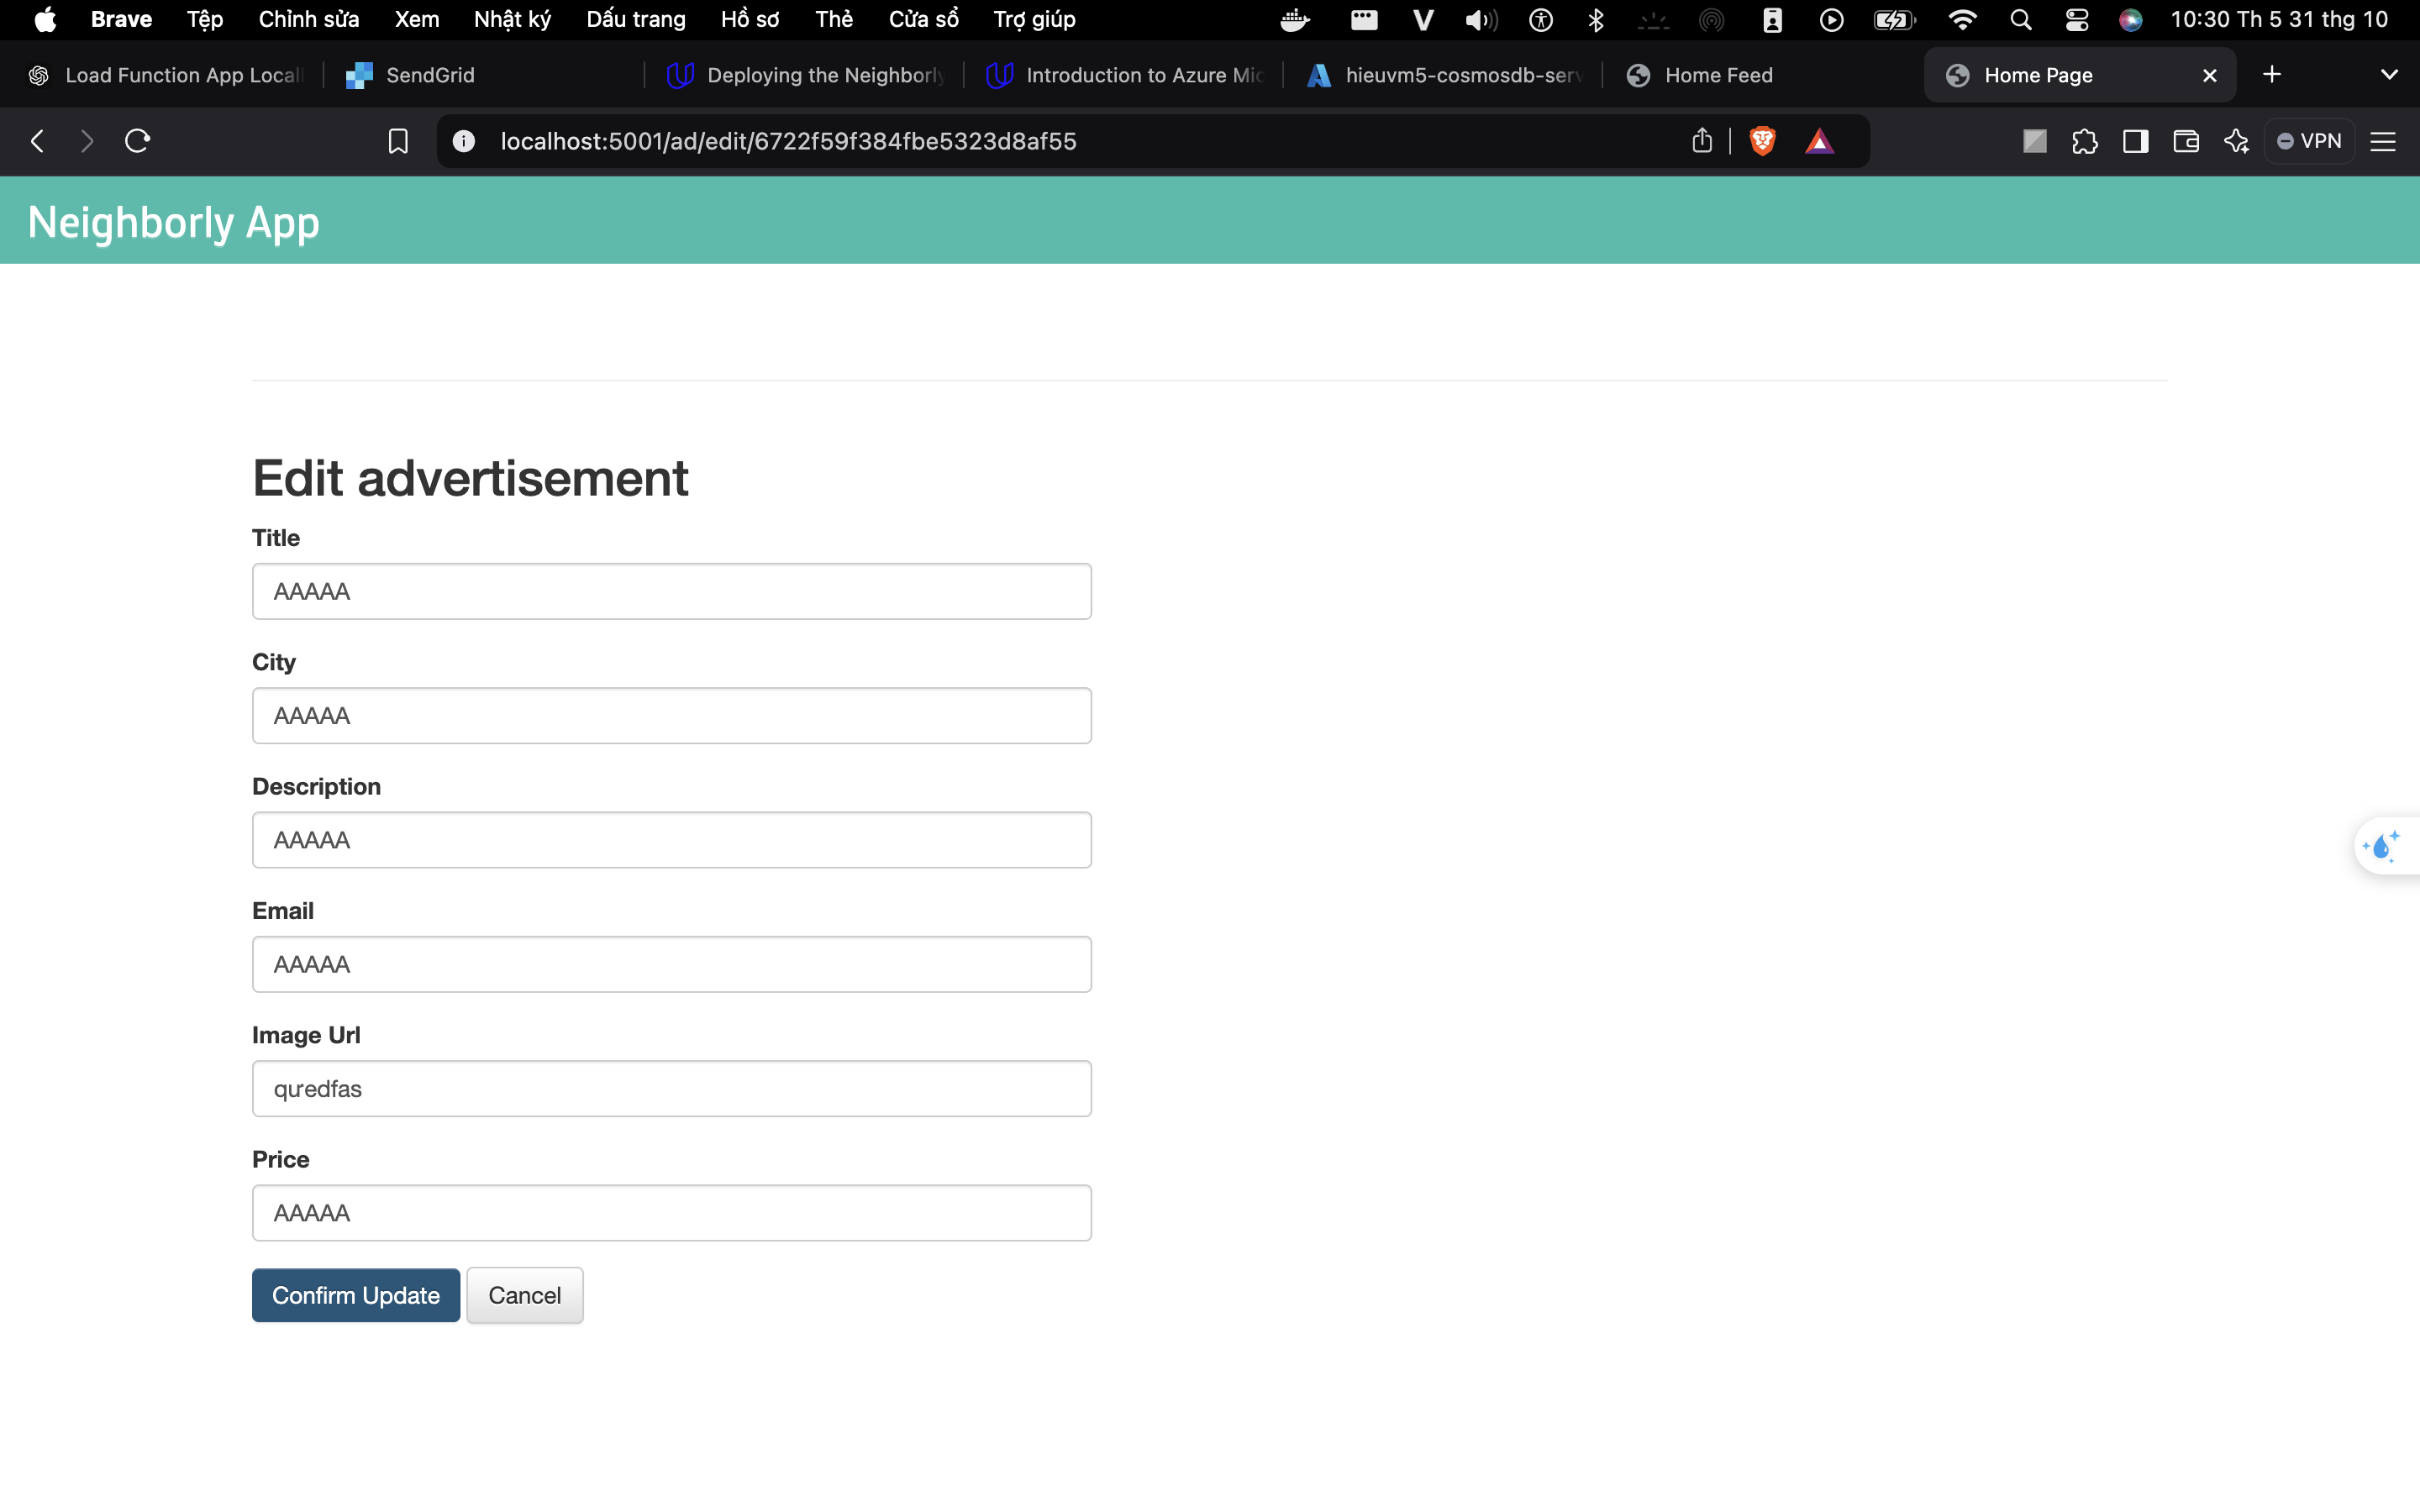 Brave Tệp Chỉnh sửa Xem Nhật ký Dấu trang Hồ sơ Thẻ Cửa sổ Trợ giúp 10:30 Th 5 31 thg 10
Load Function App Local SendGrid Deploying the Neighborly Introduction to Azure Mic hieuvm5-cosmosdb-serv Home Feed Home Page
localhost:5001/ad/edit/6722f59f384fbe5323d8af55 VPN
Neighborly App
Edit advertisement
Title
AAAAA
City
AAAAA
Description
AAAAA
Email
AAAAA
Image Url
quredfas
Price
AAAAA
Confirm Update Cancel